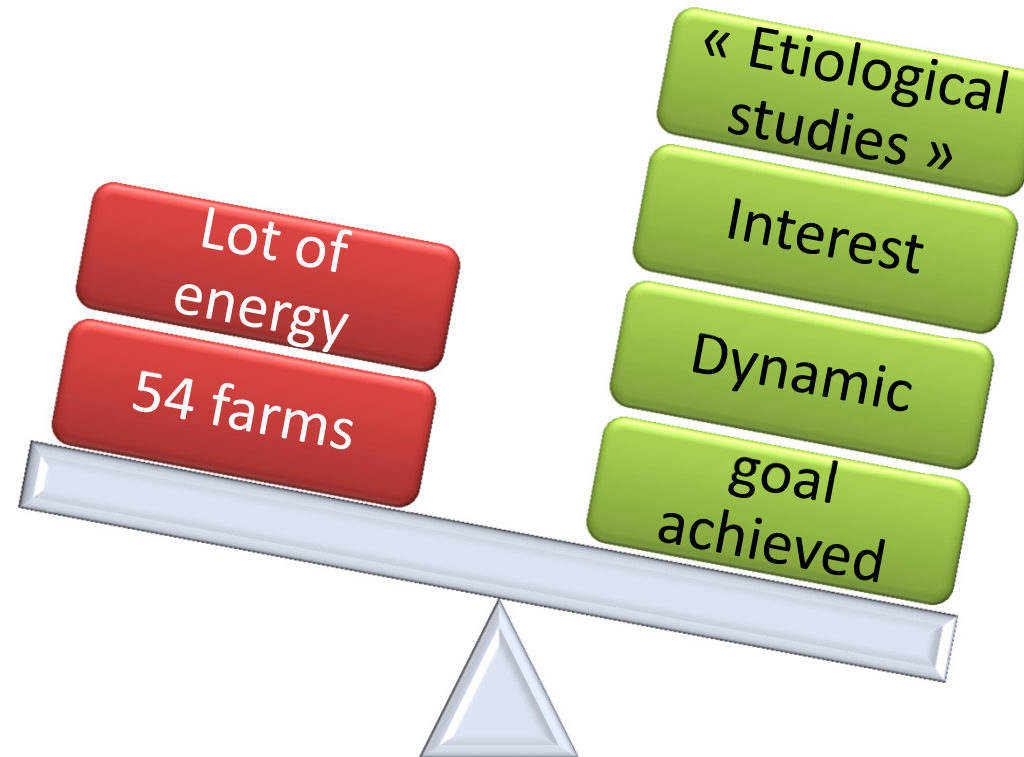 Lot of
energy
54 farms
« Etiological
studies »
Interest
Dynamic
goal
achieved